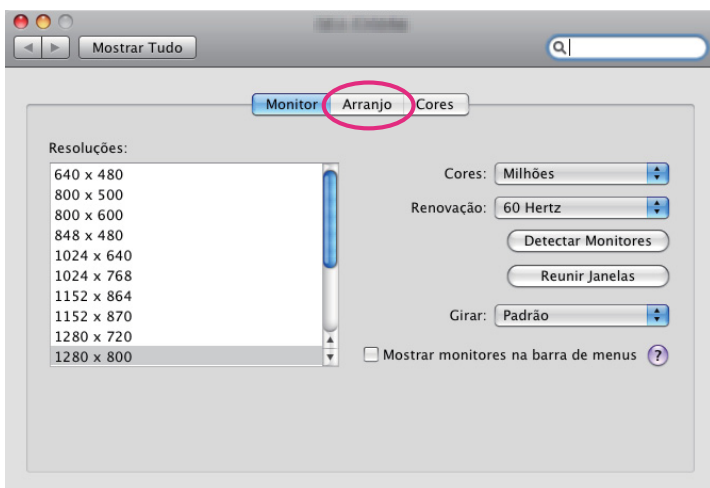 Mostrar Tudo
Monitor Arranjo Cores
Resoluções:
640 x 480
800 x 500
800 x 600
848 x 480
1024 x 640
1024 x 768
1152 x 864
1152 x 870
1280 x 720
1280 x 800
Cores: Milhões
Renovação: 60 Hertz
Detectar Monitores
Reunir Janelas
Girar: Padrão
Mostrar monitores na barra de menus ?